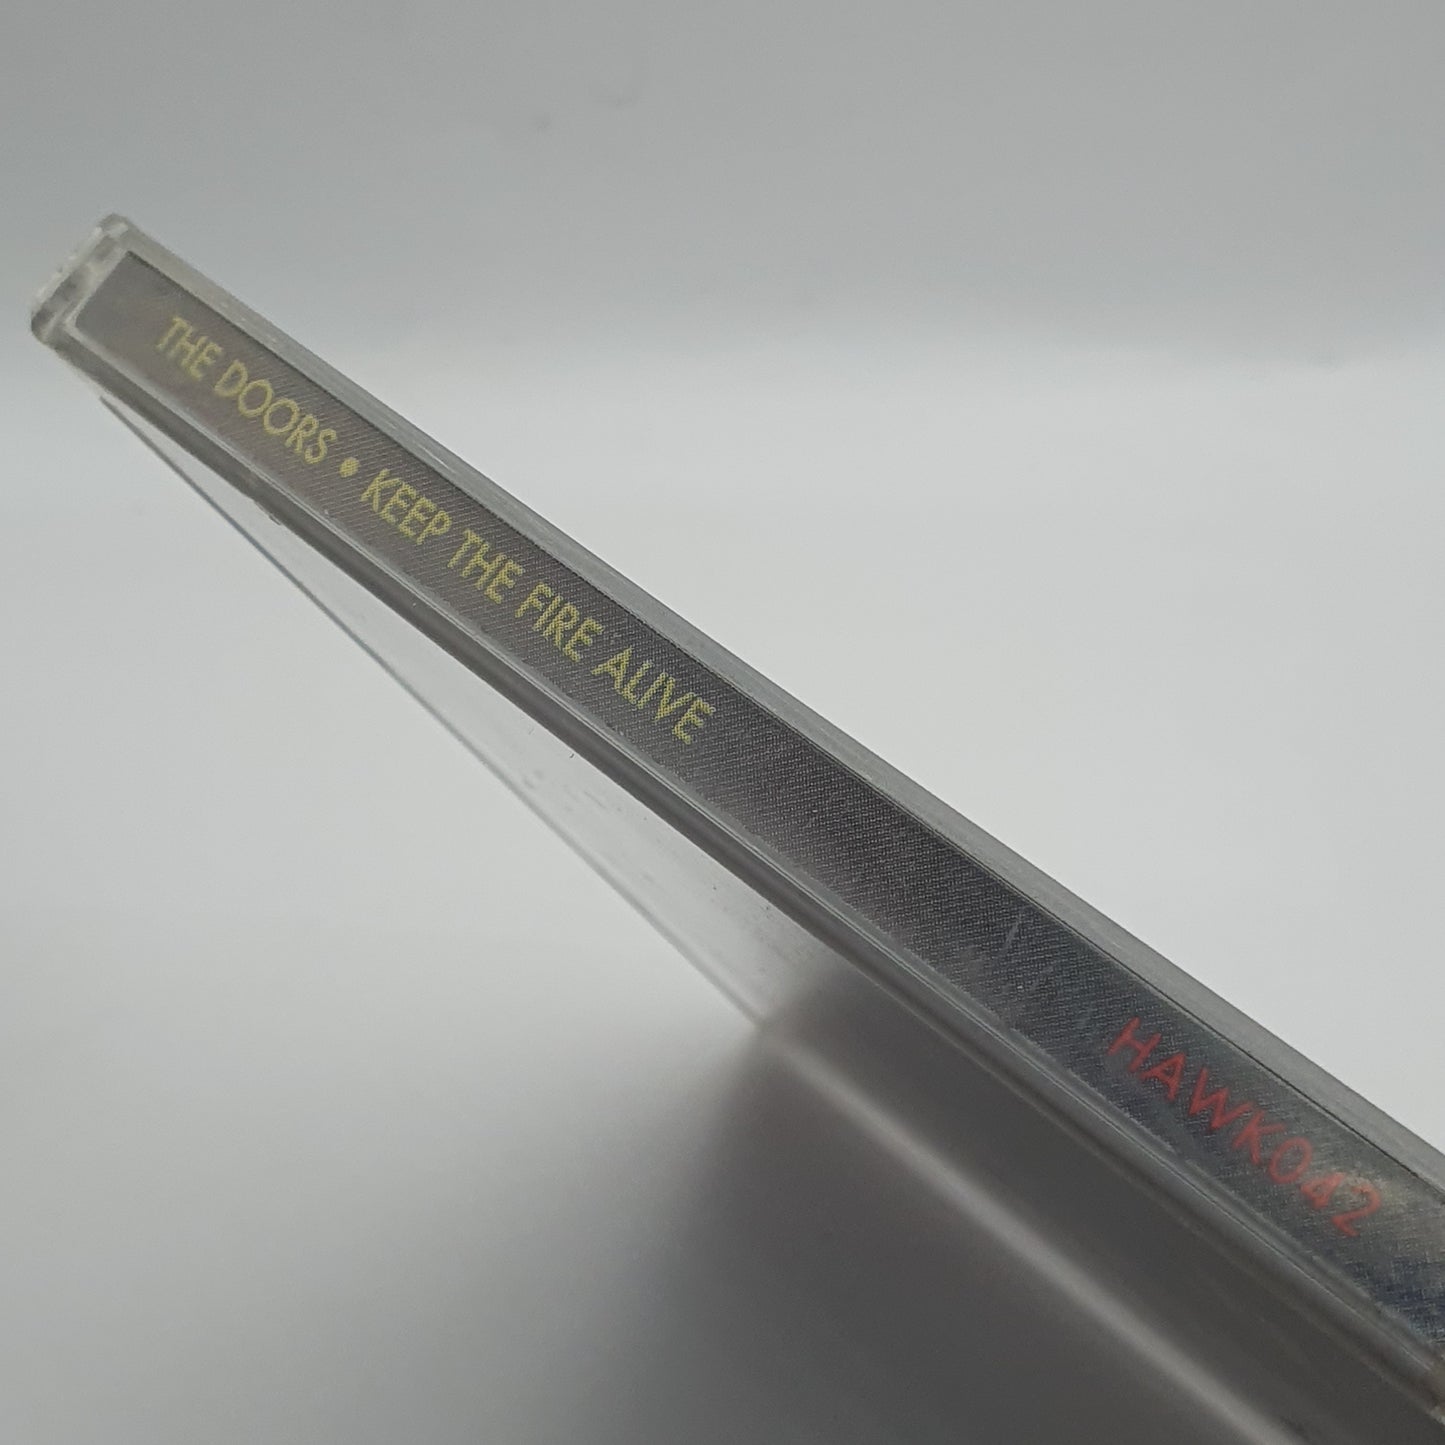 THE DOORS • KEEP THE FIRE ALIVE
HAWK042